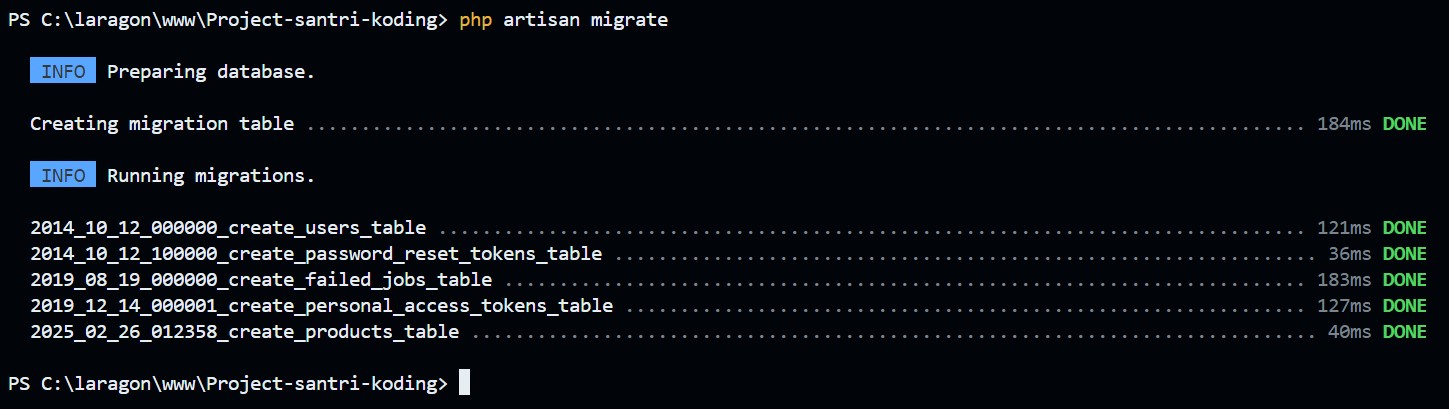 PS C:\laragon\www\Project-santri-koding> php artisan migrate
INFO Preparing database.
Creating migration table ........................................................................................... 184ms DONE
INFO Running migrations.
2014_10_12_000000_create_users_table ............................................................................... 121ms DONE
2014_10_12_100000_create_password_reset_tokens_table ................................................................ 36ms DONE
2019_08_19_000000_create_failed_jobs_table ......................................................................... 183ms DONE
2019_12_14_000001_create_personal_access_tokens_table .............................................................. 127ms DONE
2025_02_26_012358_create_products_table ............................................................................. 40ms DONE
PS C:\laragon\www\Project-santri-koding>